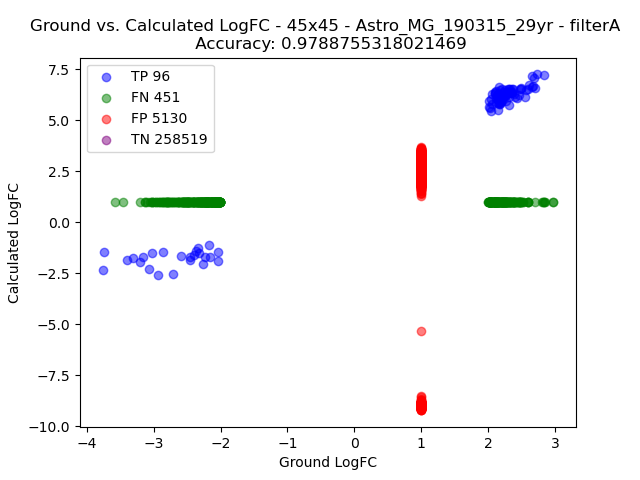 Ground vs. Calculated LogFC - 45x45 - Astro_MG_190315_29yr - filterA
Accuracy: 0.9788755318021469
TP 96
FN 451
FP 5130
TN 258519
7.5
5.0
2.5
0.0
−2.5
−5.0
−7.5
−10.0
Calculated LogFC
−4 −3 −2 −1 0 1 2 3
Ground LogFC